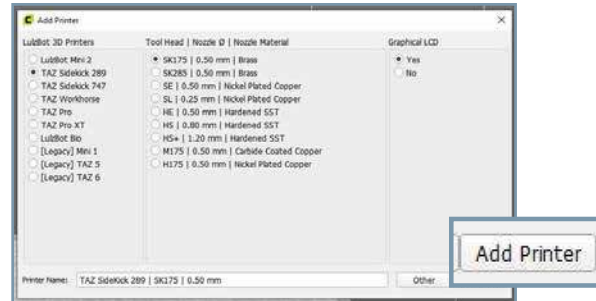 Add Printer
LulzBot 3D Printers
LulzBot Mini 2
TAZ Sidekick 289
TAZ Sidekick 747
TAZ Workhorse
TAZ Pro
TAZ Pro XT
LulzBot Bio
[Legacy] Mini 1
[Legacy] TAZ 5
[Legacy] TAZ 6
Tool Head | Nozzle Ø | Nozzle Material
SK175 | 0.50 mm | Brass
SK285 | 0.50 mm | Brass
SE | 0.50 mm | Nickel Plated Copper
SL | 0.25 mm | Nickel Plated Copper
HE | 0.50 mm | Hardened SST
HS | 0.80 mm | Hardened SST
HS+ | 1.20 mm | Hardened SST
M175 | 0.50 mm | Carbide Coated Copper
H175 | 0.50 mm | Nickel Plated Copper
Graphical LCD
Yes
No
Printer Name: TAZ SideKick 289 | SK175 | 0.50 mm
Other
Add Printer